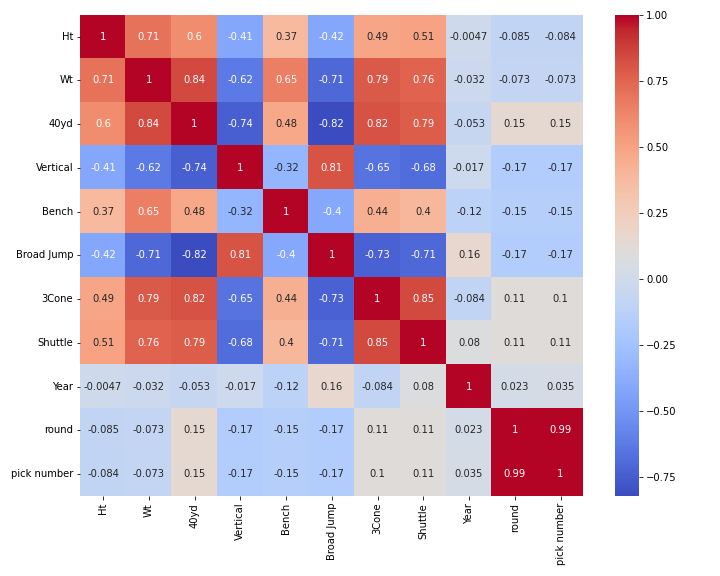 Ht 1 0.71 0.6 -0.41 0.37 -0.42 0.49 0.51 -0.0047 -0.085 -0.084
Wt 0.71 1 0.84 -0.62 0.65 -0.71 0.79 0.76 -0.032 -0.073 -0.073
40yd 0.6 0.84 1 -0.74 0.48 -0.82 0.82 0.79 -0.053 0.15 0.15
Vertical -0.41 -0.62 -0.74 1 -0.32 0.81 -0.65 -0.68 -0.017 -0.17 -0.17
Bench 0.37 0.65 0.48 -0.32 1 -0.4 0.44 0.4 -0.12 -0.15 -0.15
Broad Jump -0.42 -0.71 -0.82 0.81 -0.4 1 -0.73 -0.71 0.16 -0.17 -0.17
3Cone 0.49 0.79 0.82 -0.65 0.44 -0.73 1 0.85 -0.084 0.11 0.1
Shuttle 0.51 0.76 0.79 -0.68 0.4 -0.71 0.85 1 0.08 0.11 0.11
Year -0.0047 -0.032 -0.053 -0.017 -0.12 0.16 -0.084 0.08 1 0.023 0.035
round -0.085 -0.073 0.15 -0.17 -0.15 -0.17 0.11 0.11 0.023 1 0.99
pick number -0.084 -0.073 0.15 -0.17 -0.15 -0.17 0.1 0.11 0.035 0.99 1
Ht Wt 40yd Vertical Bench Broad Jump 3Cone Shuttle Year round pick number
1.00
0.75
0.50
0.25
0.00
−0.25
−0.50
−0.75